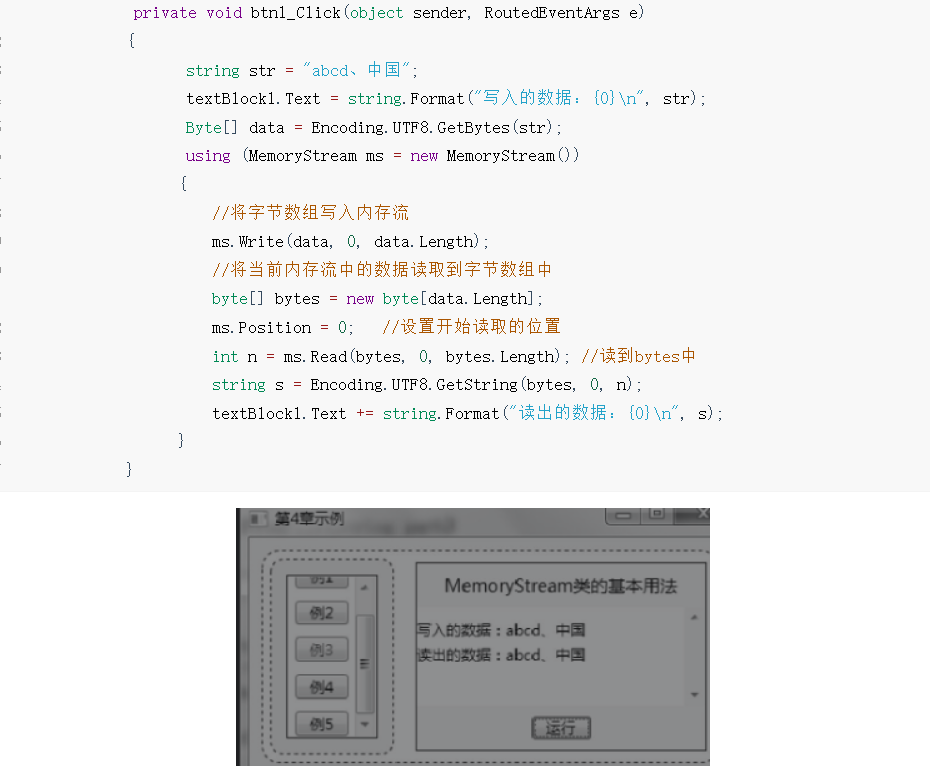 private void btn1_Click(object sender, RoutedEventArgs e)
{
string str = "abcd、中国";
textBlock1.Text = string.Format("写入的数据：{0}\n", str);
Byte[] data = Encoding.UTF8.GetBytes(str);
using (MemoryStream ms = new MemoryStream())
{
//将字节数组写入内存流
ms.Write(data, 0, data.Length);
//将当前内存流中的数据读取到字节数组中
byte[] bytes = new byte[data.Length];
ms.Position = 0; //设置开始读取的位置
int n = ms.Read(bytes, 0, bytes.Length); //读到bytes中
string s = Encoding.UTF8.GetString(bytes, 0, n);
textBlock1.Text += string.Format("读出的数据：{0}\n", s);
}
}
第4章示例
例2
例3
例4
例5
MemoryStream类的基本用法
写入的数据：abcd、中国
读出的数据：abcd、中国
运行